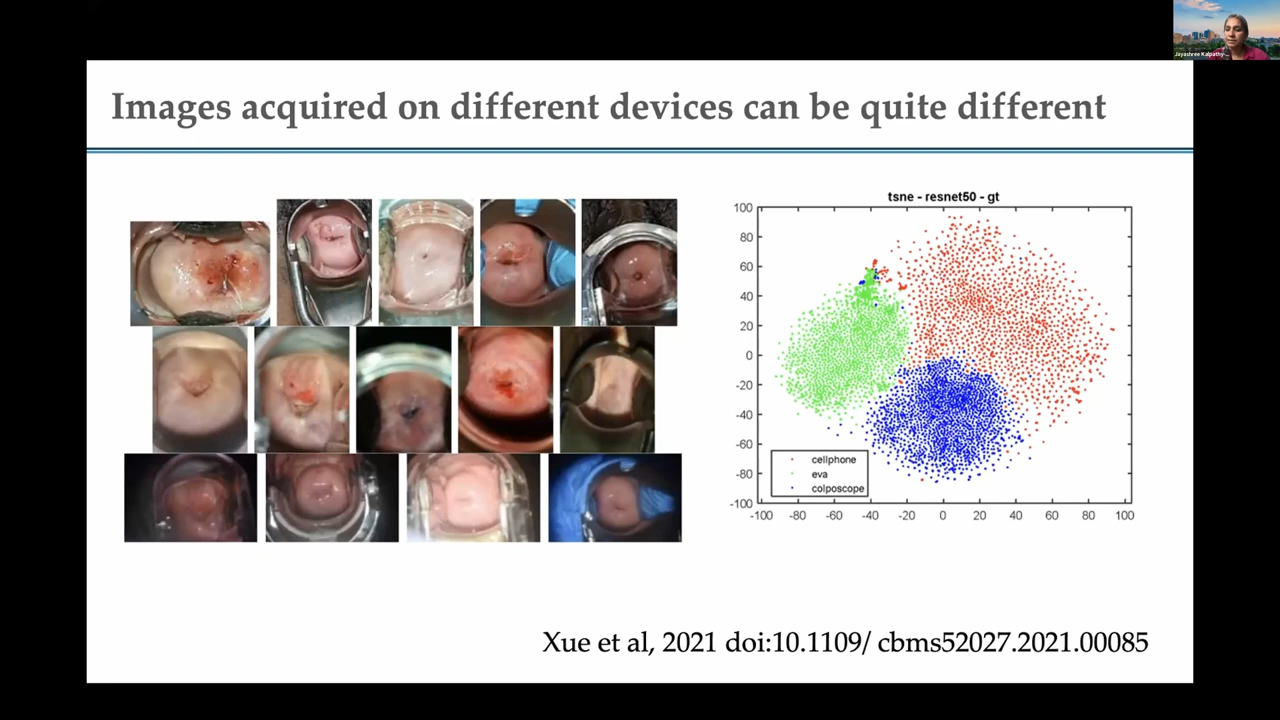 Jayashree Kalpathy-...
Images acquired on different devices can be quite different
tsne - resnet50 - gt
100
80
60
40
20
0
-20
-40
-60
-80
-100
cellphone
eva
colposcope
-100 -80 -60 -40 -20 0 20 40 60 80 100
Xue et al, 2021 doi:10.1109/ cbms52027.2021.00085